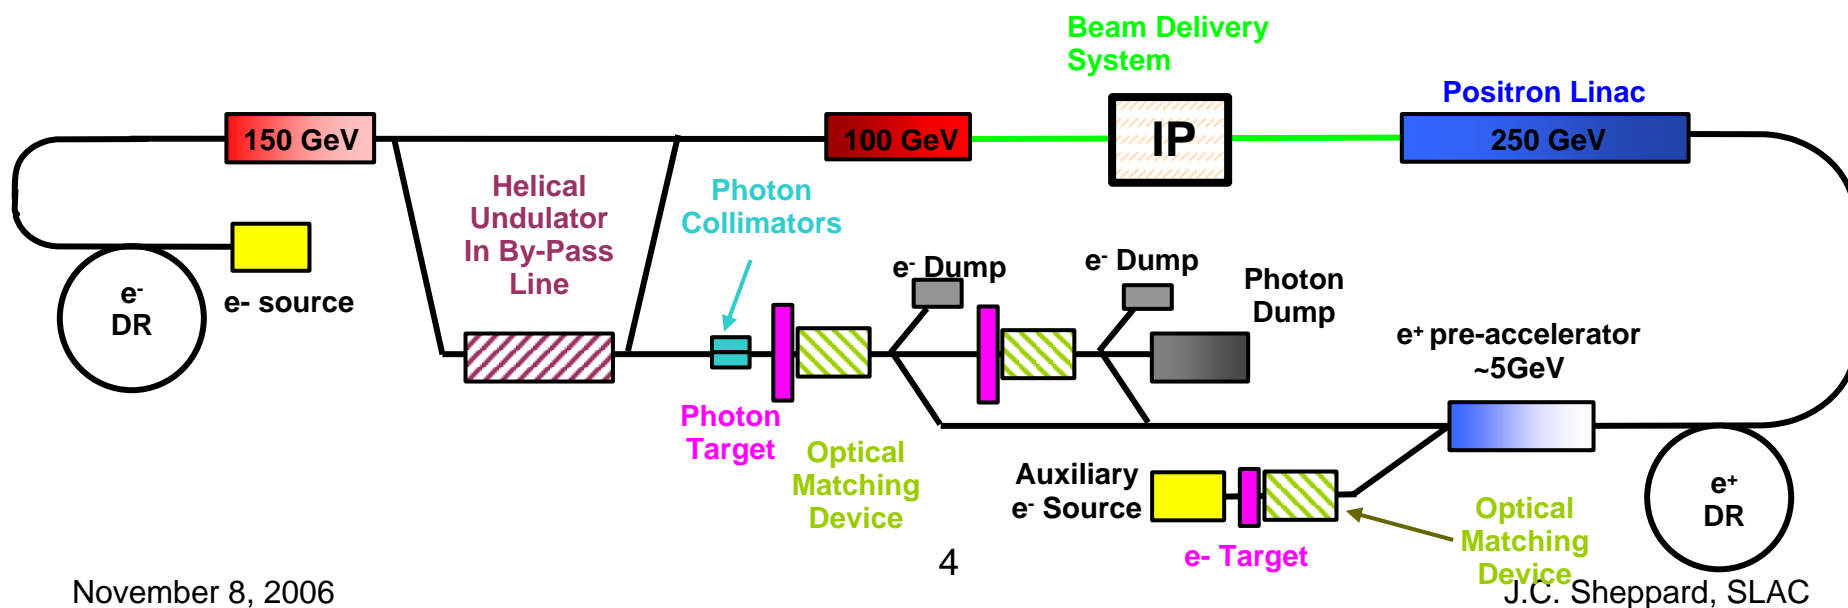 Beam Delivery
System
Positron Linac
150 GeV
100 GeV
IP
250 GeV
Helical
Undulator
In By-Pass
Line
Photon
Collimators
e- DR
e- source
e- Dump
e- Dump
Photon
Dump
e+ pre-accelerator
~5GeV
Photon
Target
Optical
Matching
Device
Auxiliary
e- Source
e- Target
Optical
Matching
Device
e+
DR
4
November 8, 2006
J.C. Sheppard, SLAC